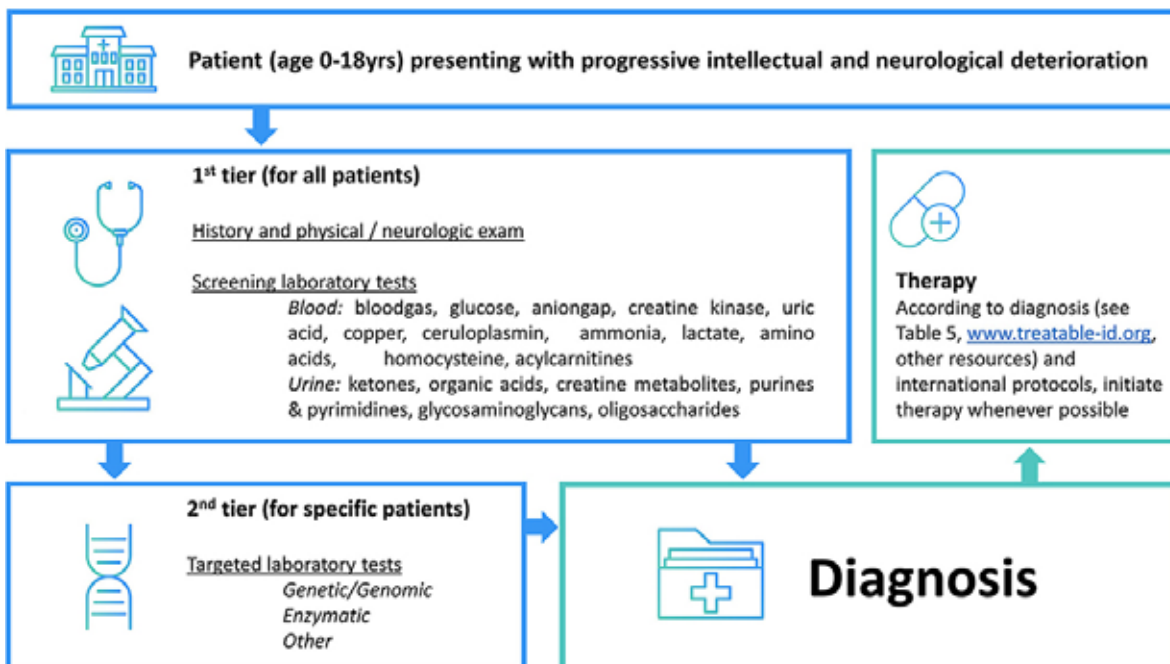 Patient (age 0-18yrs) presenting with progressive intellectual and neurological deterioration
1st tier (for all patients)
History and physical / neurologic exam
Screening laboratory tests
Blood: bloodgas, glucose, aniongap, creatine kinase, uric
acid, copper, ceruloplasmin, ammonia, lactate, amino
acids, homocysteine, acylcarnitines
Urine: ketones, organic acids, creatine metabolites, purines
& pyrimidines, glycosaminoglycans, oligosaccharides
Therapy
According to diagnosis (see
Table 5, www.treatable-id.org,
other resources) and
international protocols, initiate
therapy whenever possible
2nd tier (for specific patients)
Targeted laboratory tests
Genetic/Genomic
Enzymatic
Other
Diagnosis